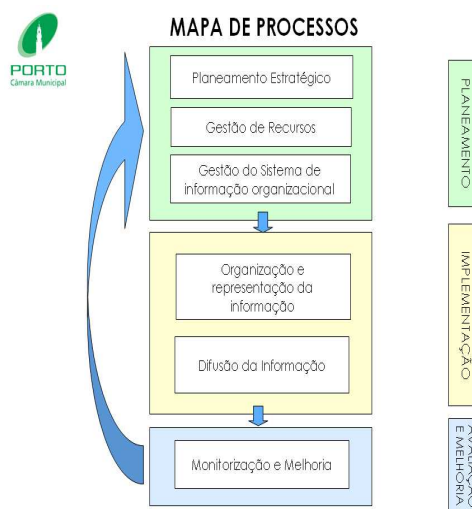 MAPA DE PROCESSOS
PORTO
Câmara Municipal
Planeamento Estratégico
Gestão de Recursos
Gestão do Sistema de
informação organizacional
Organização e
representação da
informação
Difusão da Informação
Monitorização e Melhoria
PLANEAMENTO
IMPLEMENTAÇÃO
E MELHORIA